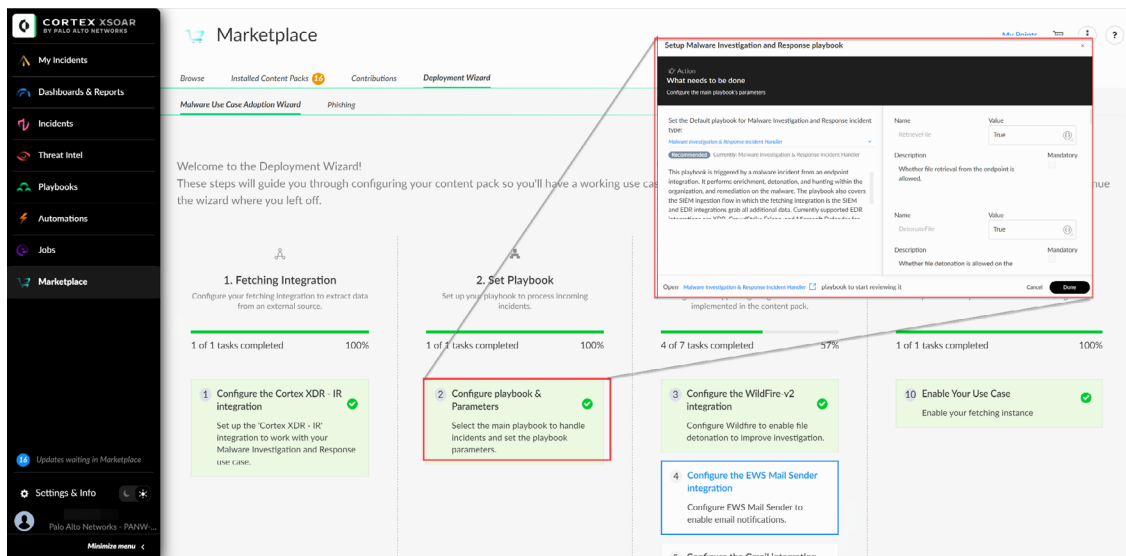 CORTEX XSOAR
BY PALO ALTO NETWORKS
My Incidents
Dashboards & Reports
Incidents
Threat Intel
Playbooks
Automations
Jobs
Marketplace
16 Updates waiting in Marketplace
Settings & Info
Palo Alto Networks - PANW-...
Minimize menu
Marketplace
My Points
?
Browse Installed Content Packs 16 Contributions Deployment Wizard
Malware Use Case Adoption Wizard Phishing
Welcome to the Deployment Wizard!
These steps will guide you through configuring your content pack so you'll have a working use cas
nue
the wizard where you left off.
1. Fetching Integration
Configure your fetching integration to extract data
from an external source.
1 of 1 tasks completed 100%
1 Configure the Cortex XDR - IR
integration
Set up the 'Cortex XDR - IR'
integration to work with your
Malware Investigation and Response
use case.
2. Set Playbook
Set up your playbook to process incoming
incidents.
1 of 1 tasks completed 100%
2 Configure playbook &
Parameters
Select the main playbook to handle
incidents and set the playbook
parameters.
implemented in the content pack.
4 of 7 tasks completed 57%
3 Configure the WildFire-v2
integration
Configure Wildfire to enable file
detonation to improve investigation.
4 Configure the EWS Mail Sender
integration
Configure EWS Mail Sender to
enable email notifications.
5 Configure the Gmail integration
1 of 1 tasks completed 100%
10 Enable Your Use Case
Enable your fetching instance
Setup Malware Investigation and Response playbook
×
Action
What needs to be done
Configure the main playbook's parameters
Set the Default playbook for Malware Investigation and Response incident
type:
Malware Investigation & Response Incident Handler
Recommended Currently: Malware Investigation & Response Incident Handler
This playbook is triggered by a malware incident from an endpoint
integration. It performs enrichment, detonation, and hunting within the
organization, and remediation on the malware. The playbook also covers
the SIEM ingestion flow in which the fetching integration is the SIEM
and EDR integrations grab all additional data. Currently supported EDR
integrations are XDR, CrowdStrike Falcon, and Microsoft Defender for
Name Value
RetrieveFile True
Description Mandatory
Whether file retrieval from the endpoint is
allowed.
Name Value
DetonateFile True
Description Mandatory
Whether file detonation is allowed on the
Open Malware Investigation & Response Incident Handler playbook to start reviewing it
Cancel Done